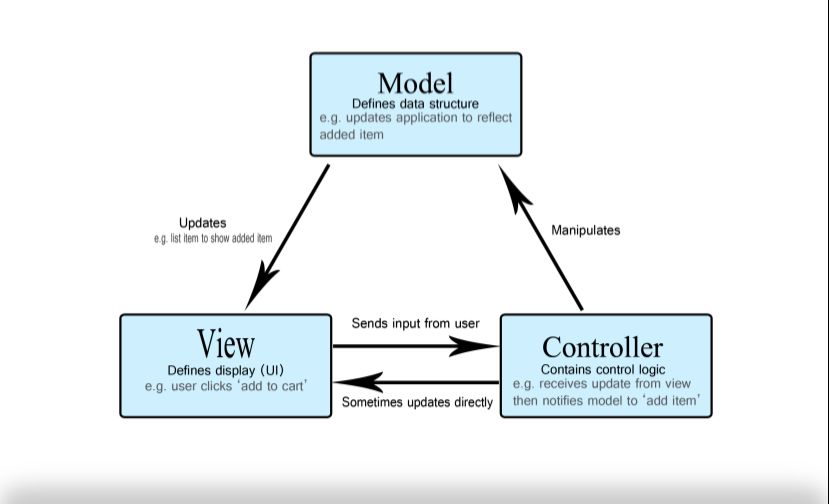 Model
Defines data structure
e.g. updates application to reflect
added item
Updates
e.g. list item to show added item
Manipulates
View
Defines display (UI)
e.g. user clicks ‘add to cart’
Sends input from user
Sometimes updates directly
Controller
Contains control logic
e.g. receives update from view
then notifies model to ‘add item’